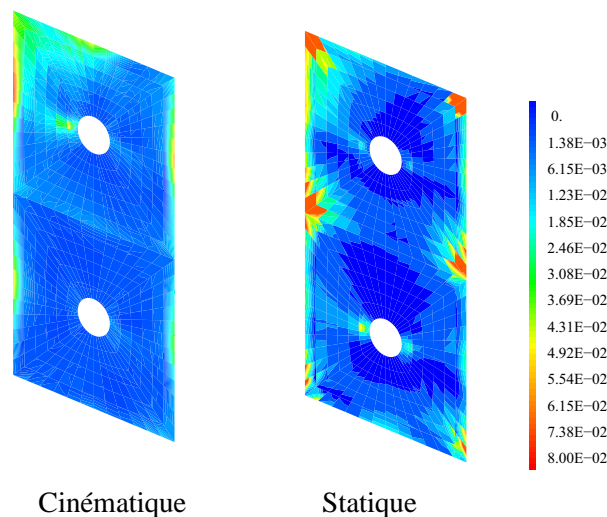 0.
1.38E−03
6.15E−03
1.23E−02
1.85E−02
2.46E−02
3.08E−02
3.69E−02
4.31E−02
4.92E−02
5.54E−02
6.15E−02
7.38E−02
8.00E−02
Cinématique
Statique